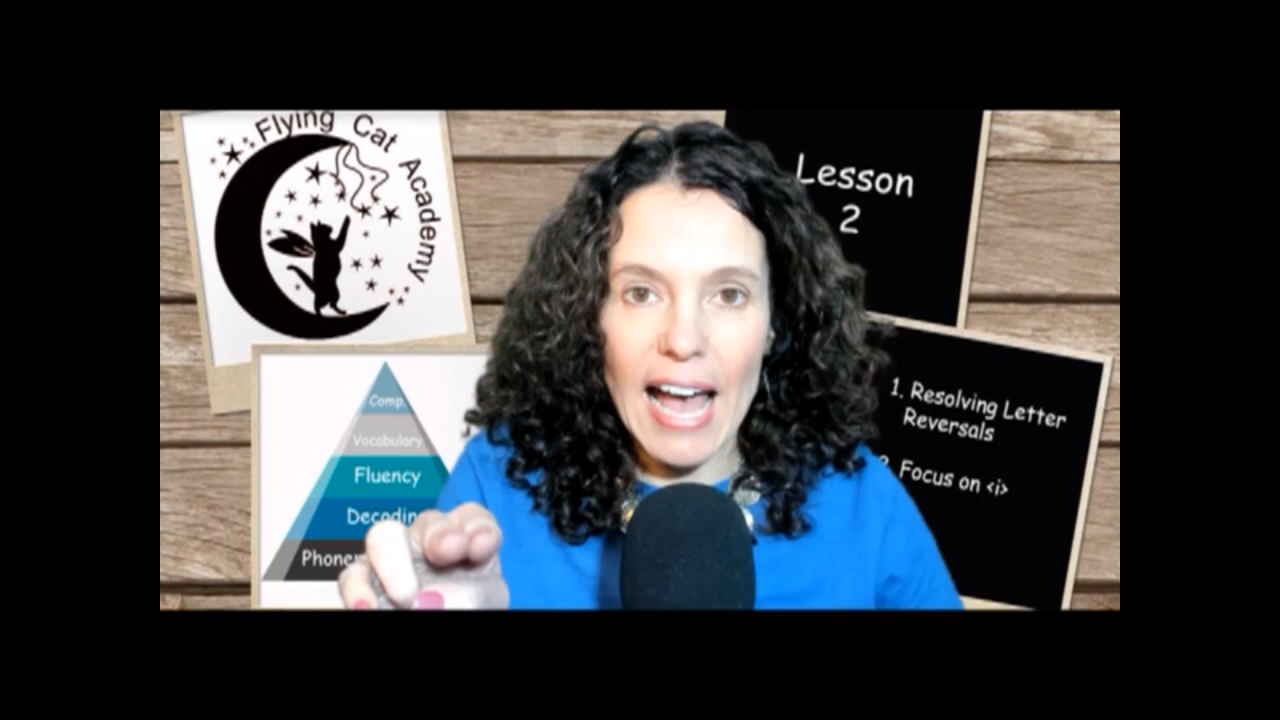 Flying Cat Academy
Lesson
2
1. Resolving Letter
Reversals
Focus on <i>
Comp.
Vocabulary
Fluency